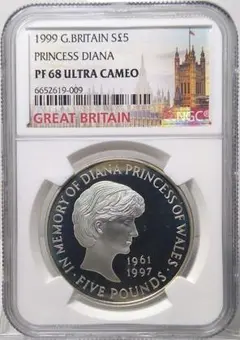 1999 G.BRITAIN S£5
PRINCESS DIANA
PF 68 ULTRA CAMEO
6652619-009
GREAT BRITAIN
NGC
IN MEMORY OF DIANA PRINCESS OF WALES
1961
1997
FIVE POUNDS